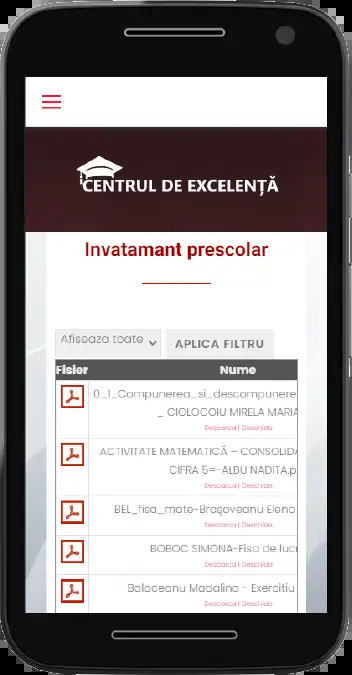 CENTRUL DE EXCELENȚĂ
Invatamant prescolar
Afiseaza toate
APLICA FILTRU
Fisier Nume
0_1_Compunerea_si_descompunere
_ CIOLOCOIU MIRELA MARIA
Descarca | Deschide
ACTIVITATE MATEMATICĂ – CONSOLIDA
CIFRA 5=-ALBU NADITA.p
Descarca | Deschide
BEL_fisa_mate-Braşoveanu Elena
Descarca | Deschide
BOBOC SIMONA-Fisa de luc
Descarca | Deschide
Balaceanu Madalina - Exercitiu
Descarca | Deschide